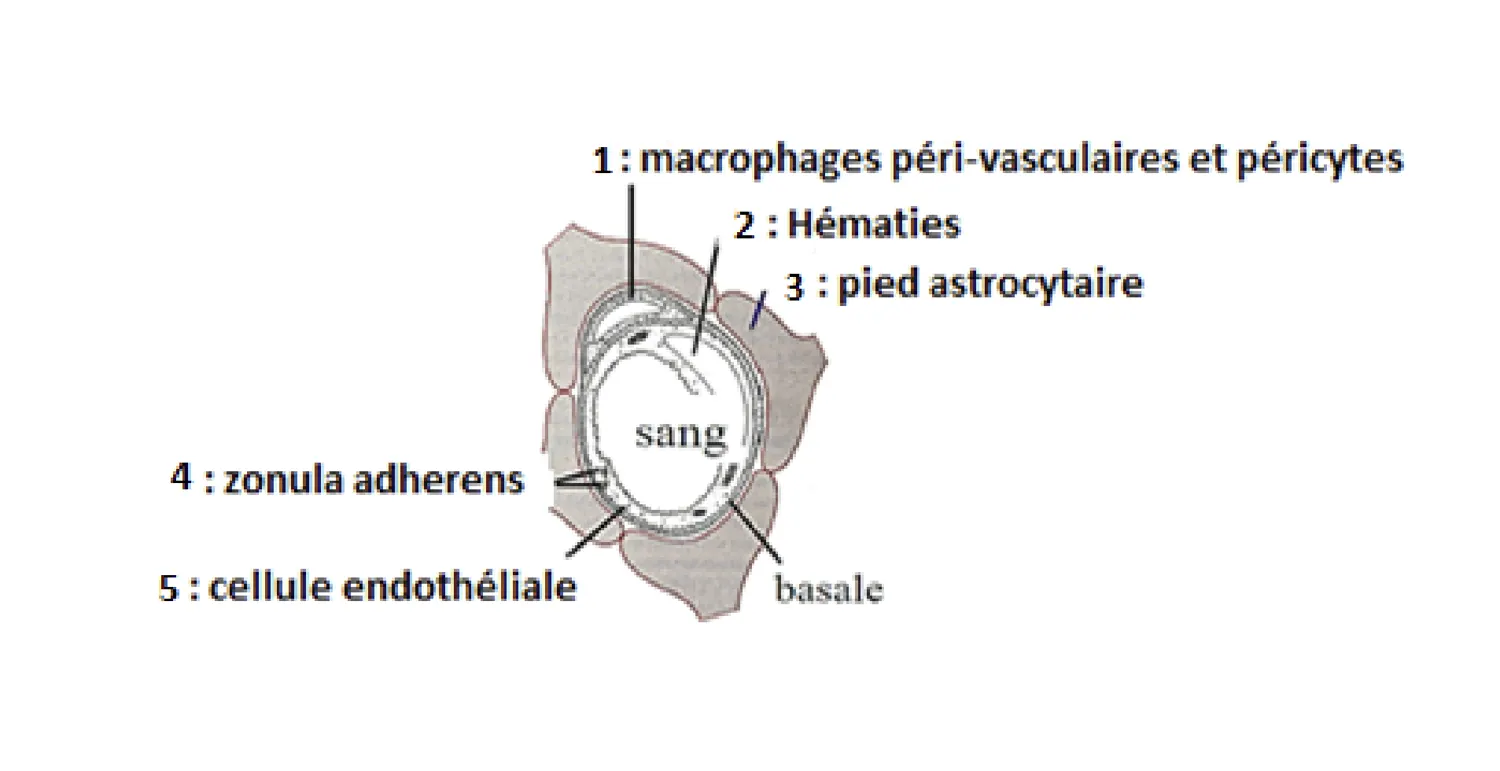 1 : macrophages péri-vasculaires et péricytes
2 : Hématies
3 : pied astrocytaire
sang
4 : zonula adherens
5 : cellule endothéliale
basale